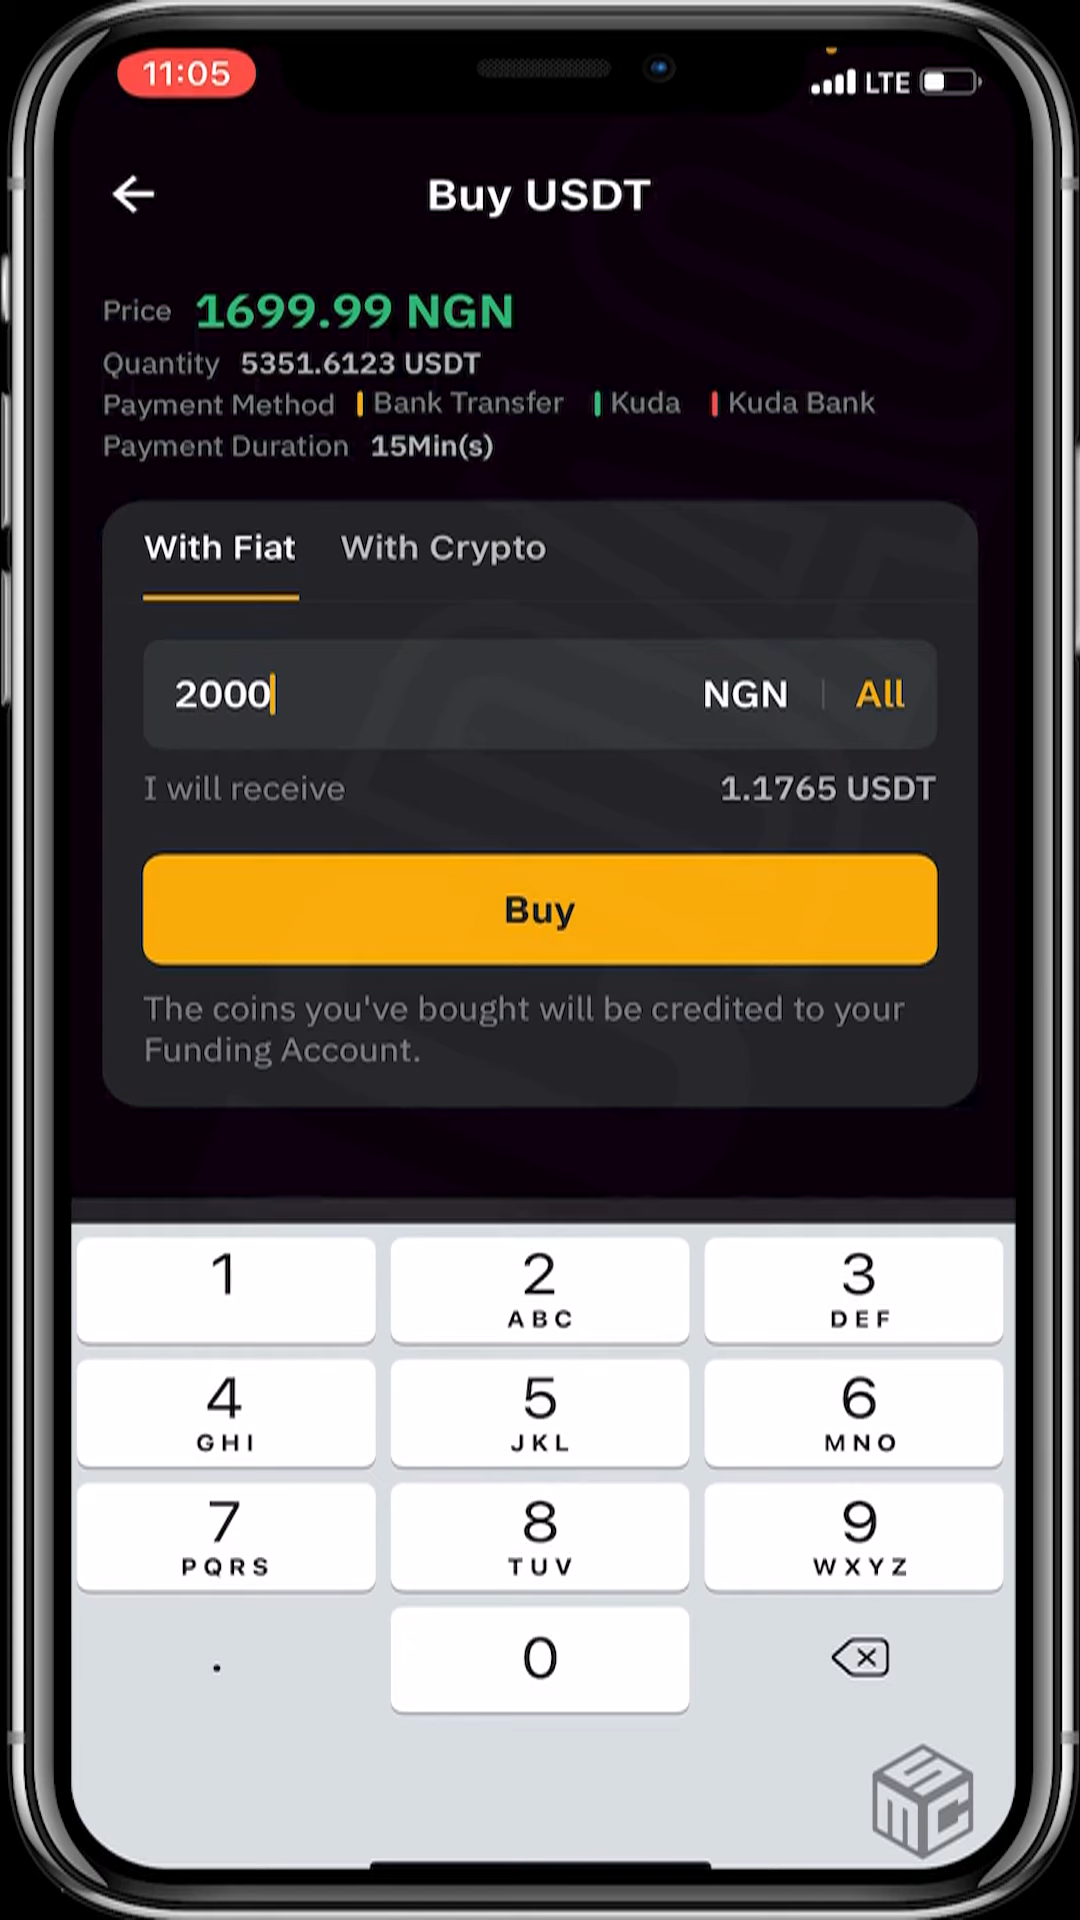 11:05
LTE
Buy USDT
Price 1699.99 NGN
Quantity 5351.6123 USDT
Payment Method Bank Transfer Kuda Kuda Bank
Payment Duration 15Min(s)
With Fiat With Crypto
2000 NGN All
I will receive 1.1765 USDT
Buy
The coins you've bought will be credited to your
Funding Account.
1 2 3
ABC DEF
4 5 6
GHI JKL MNO
7 8 9
PQRS TUV WXYZ
. 0
SMC